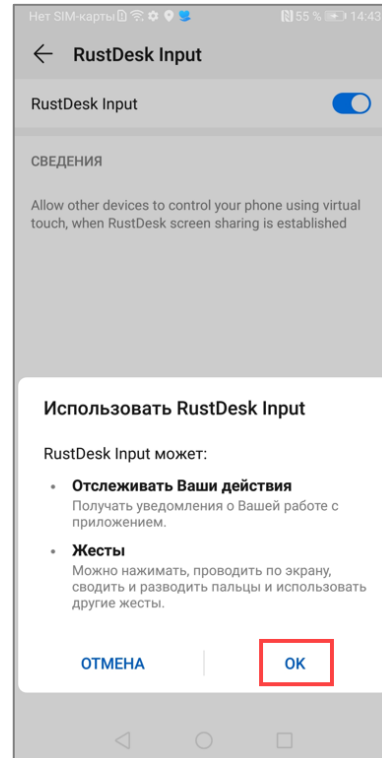 Нет SIM-карты 55 % 14:43
RustDesk Input
RustDesk Input
СВЕДЕНИЯ
Allow other devices to control your phone using virtual
touch, when RustDesk screen sharing is established
Использовать RustDesk Input
RustDesk Input может:
• Отслеживать Ваши действия
Получать уведомления о Вашей работе с
приложением.
• Жесты
Можно нажимать, проводить по экрану,
сводить и разводить пальцы и использовать
другие жесты.
ОТМЕНА OK